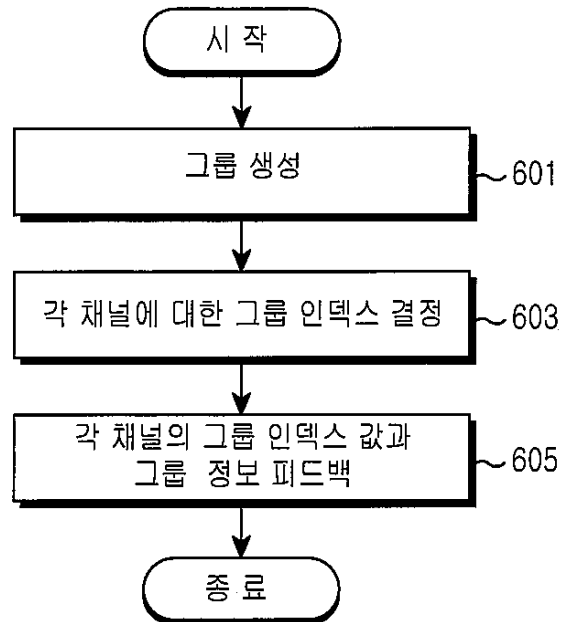 시 작
그룹 생성
601
각 채널에 대한 그룹 인덱스 결정
603
각 채널의 그룹 인덱스 값과
그룹 정보 피드백
605
종 료